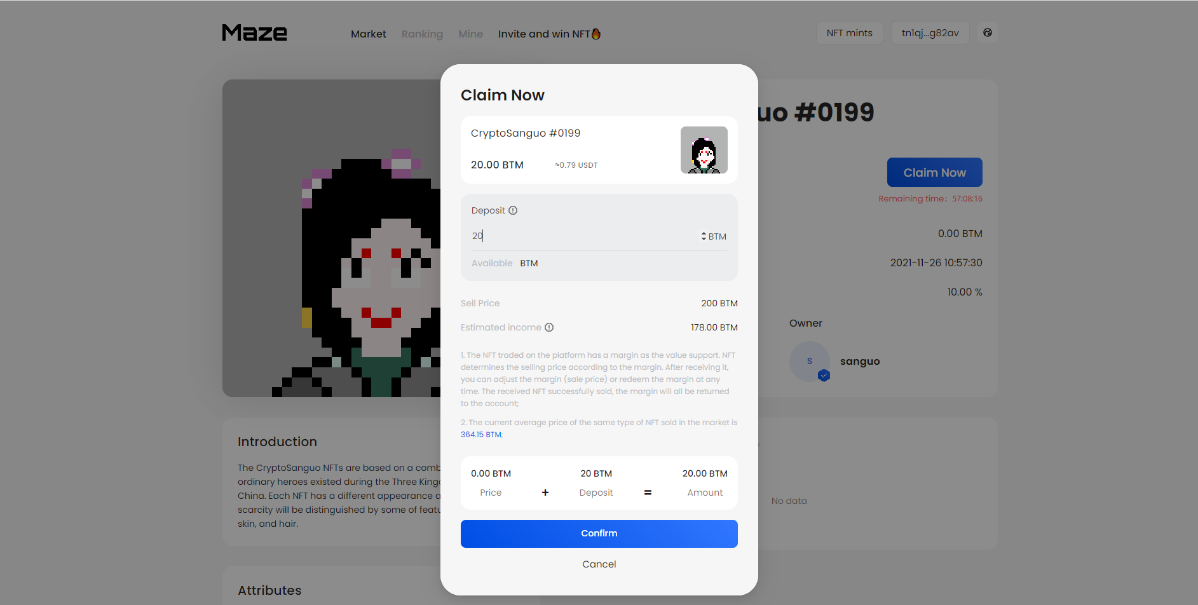 Maze
Market Ranking Mine Invite and win NFT🔥
NFT mints tn1qj...g82av
uo #0199
Claim Now
Remaining time: 57:08:16
0.00 BTM
2021-11-26 10:57:30
10.00 %
Owner
S sanguo
No data
Claim Now
CryptoSanguo #0199
20.00 BTM ~0.79 USDT
Deposit
20 BTM
Available BTM
Sell Price 200 BTM
Estimated income 178.00 BTM
1. The NFT traded on the platform has a margin as the value support. NFT
determines the selling price according to the margin. After receiving it,
you can adjust the margin (sale price) or redeem the margin at any
time. The received NFT successfully sold, the margin will all be returned
to the account;
2. The current average price of the same type of NFT sold in the market is
364.15 BTM;
0.00 BTM 20 BTM 20.00 BTM
Price + Deposit = Amount
Confirm
Cancel
Introduction
The CryptoSanguo NFTs are based on a comb
ordinary heroes existed during the Three King
China. Each NFT has a different appearance a
scarcity will be distinguished by some of featu
skin, and hair.
Attributes